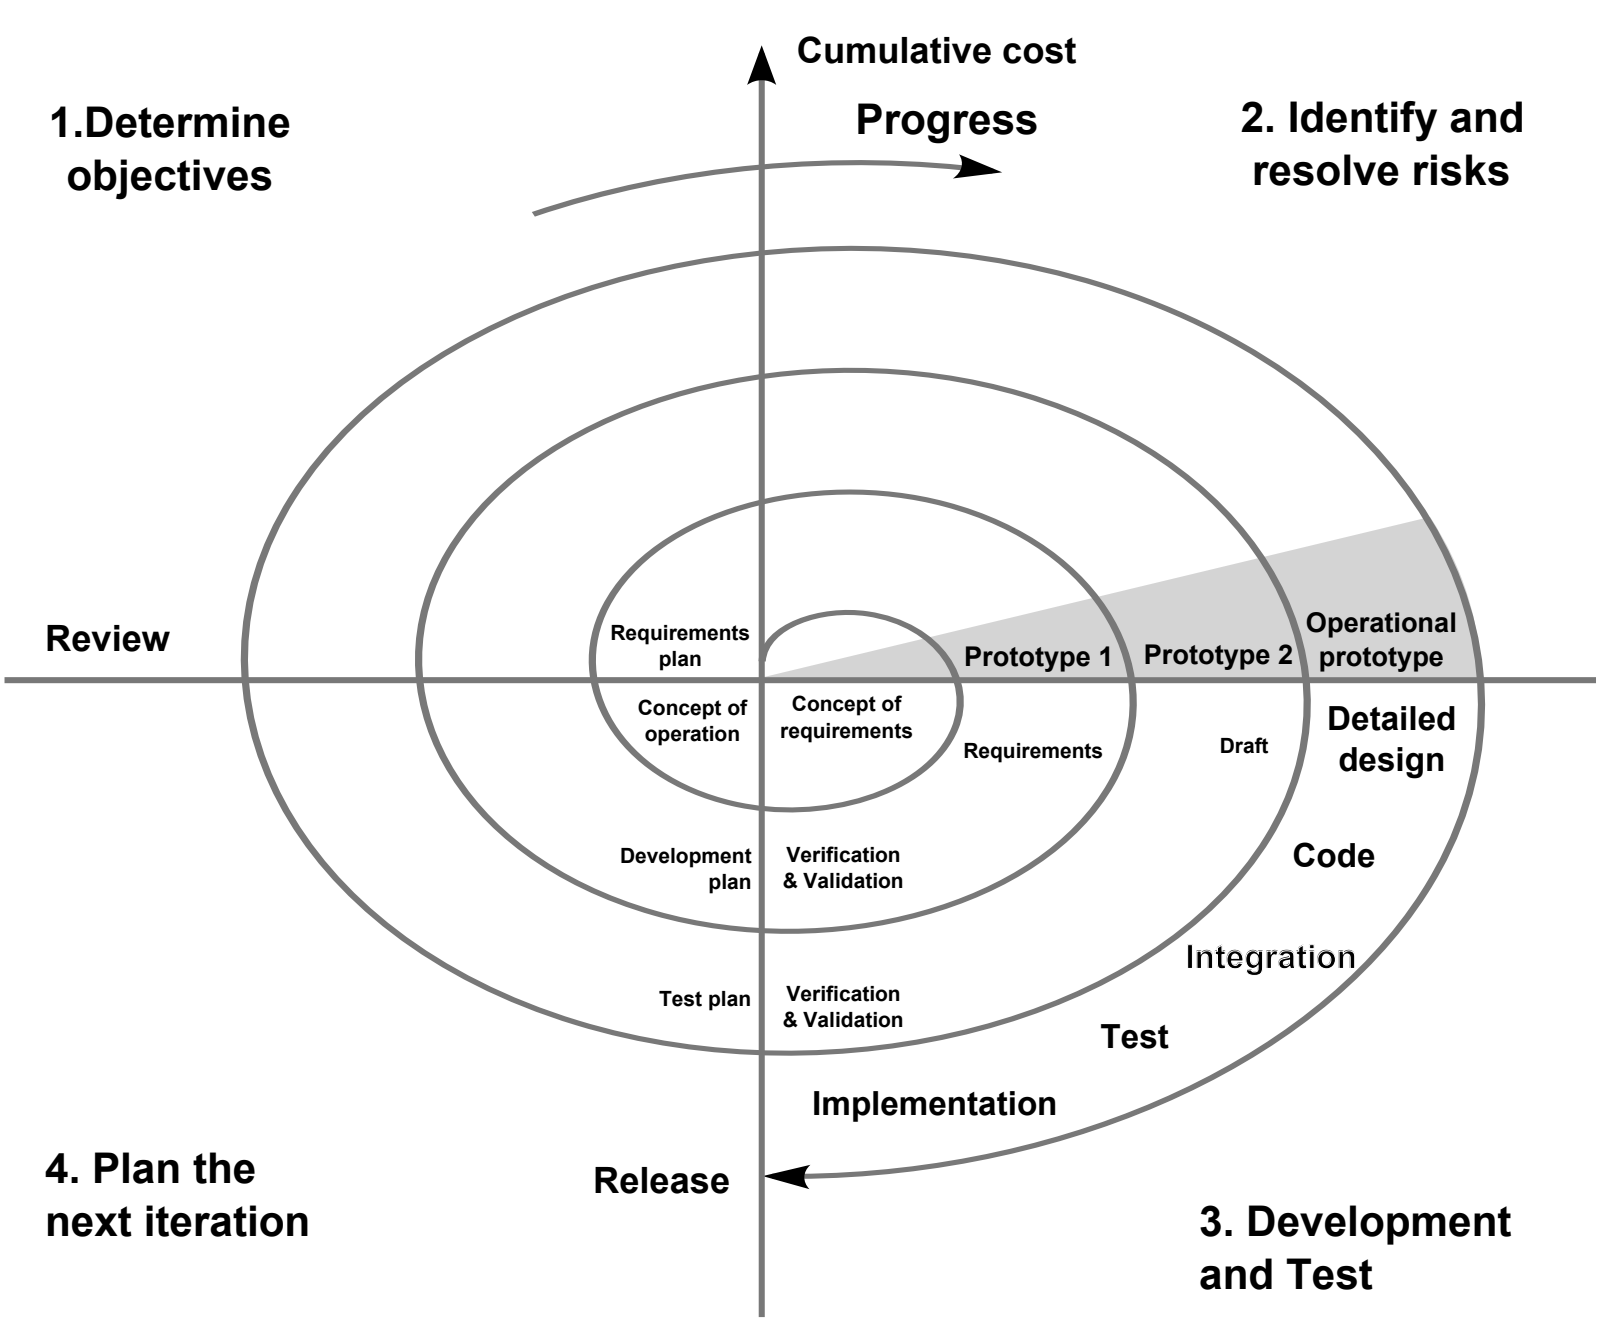 Cumulative cost
Progress
1.Determine
objectives
2. Identify and
resolve risks
Review
Requirements
plan
Prototype 1
Prototype 2
Operational
prototype
Concept of
operation
Concept of
requirements
Requirements
Draft
Detailed
design
Development
plan
Verification
& Validation
Code
Integration
Test plan
Verification
& Validation
Test
Implementation
Release
4. Plan the
next iteration
3. Development
and Test